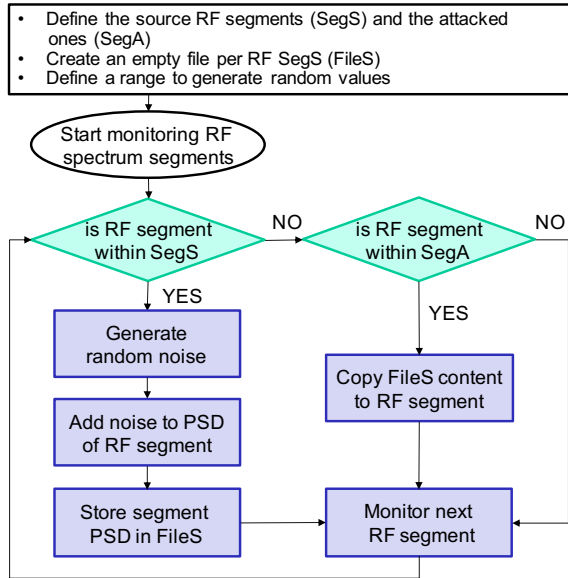 • Define the source RF segments (SegS) and the attacked
ones (SegA)
• Create an empty file per RF SegS (FileS)
• Define a range to generate random values
Start monitoring RF
spectrum segments
is RF segment
within SegS
NO
is RF segment
within SegA
NO
YES
YES
Generate
random noise
Copy FileS content
to RF segment
Add noise to PSD
of RF segment
Store segment
PSD in FileS
Monitor next
RF segment